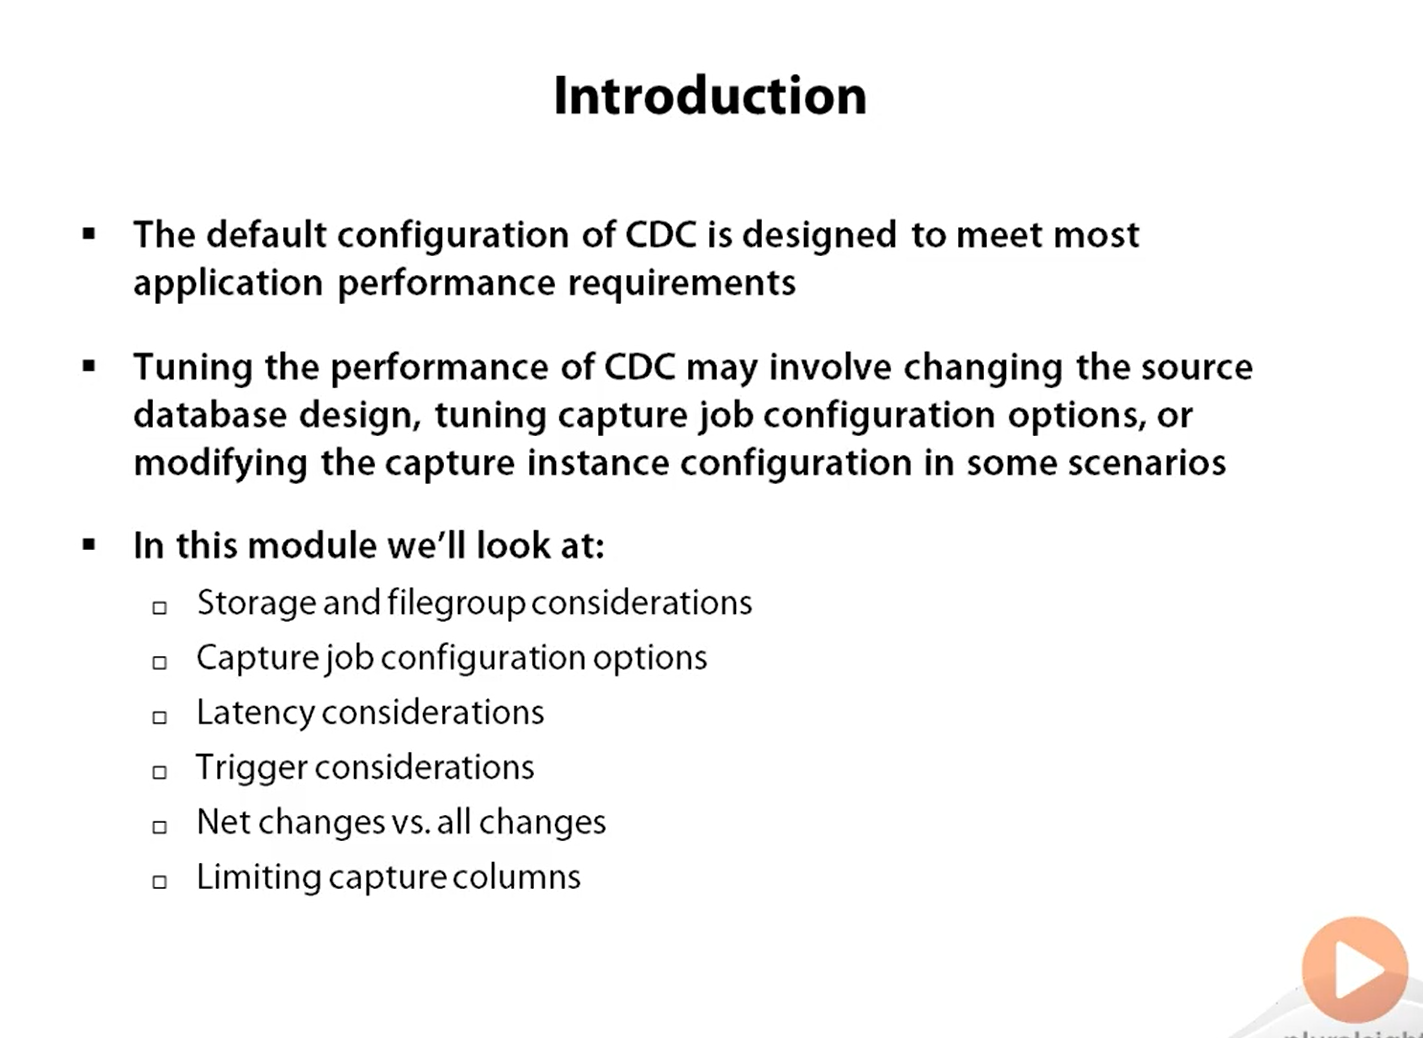 Introduction
▪ The default configuration of CDC is designed to meet most
application performance requirements
▪ Tuning the performance of CDC may involve changing the source
database design, tuning capture job configuration options, or
modifying the capture instance configuration in some scenarios
▪ In this module we’ll look at:
▫ Storage and filegroup considerations
▫ Capture job configuration options
▫ Latency considerations
▫ Trigger considerations
▫ Net changes vs. all changes
▫ Limiting capture columns